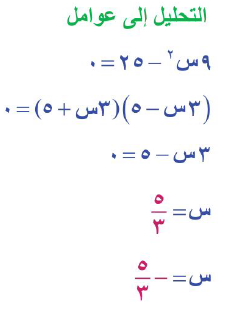 التحليل إلى عوامل
٩س٢ − ٢٥ = ٠
(٣س − ٥)(٣س + ٥) = ٠
٣س − ٥ = ٠
س = ٥/٣
س = − ٥/٣